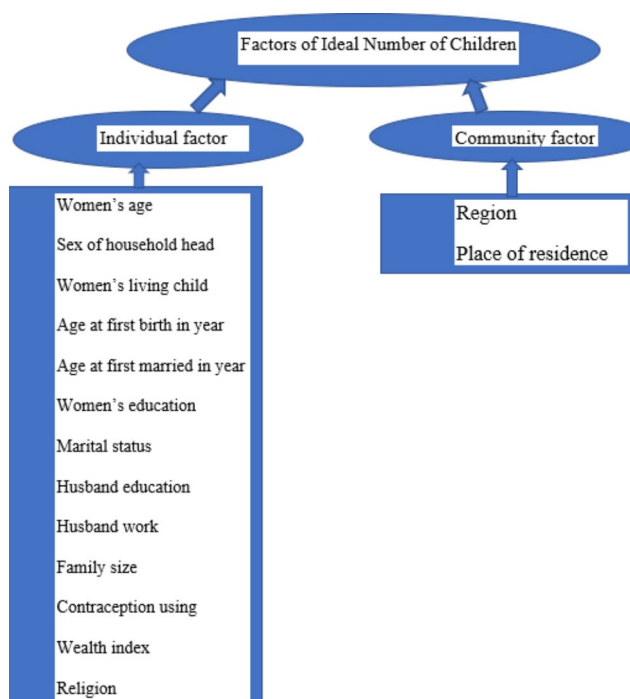 Factors of Ideal Number of Children
Individual factor
Community factor
Women’s age
Sex of household head
Women’s living child
Age at first birth in year
Age at first married in year
Women’s education
Marital status
Husband education
Husband work
Family size
Contraception using
Wealth index
Religion
Region
Place of residence